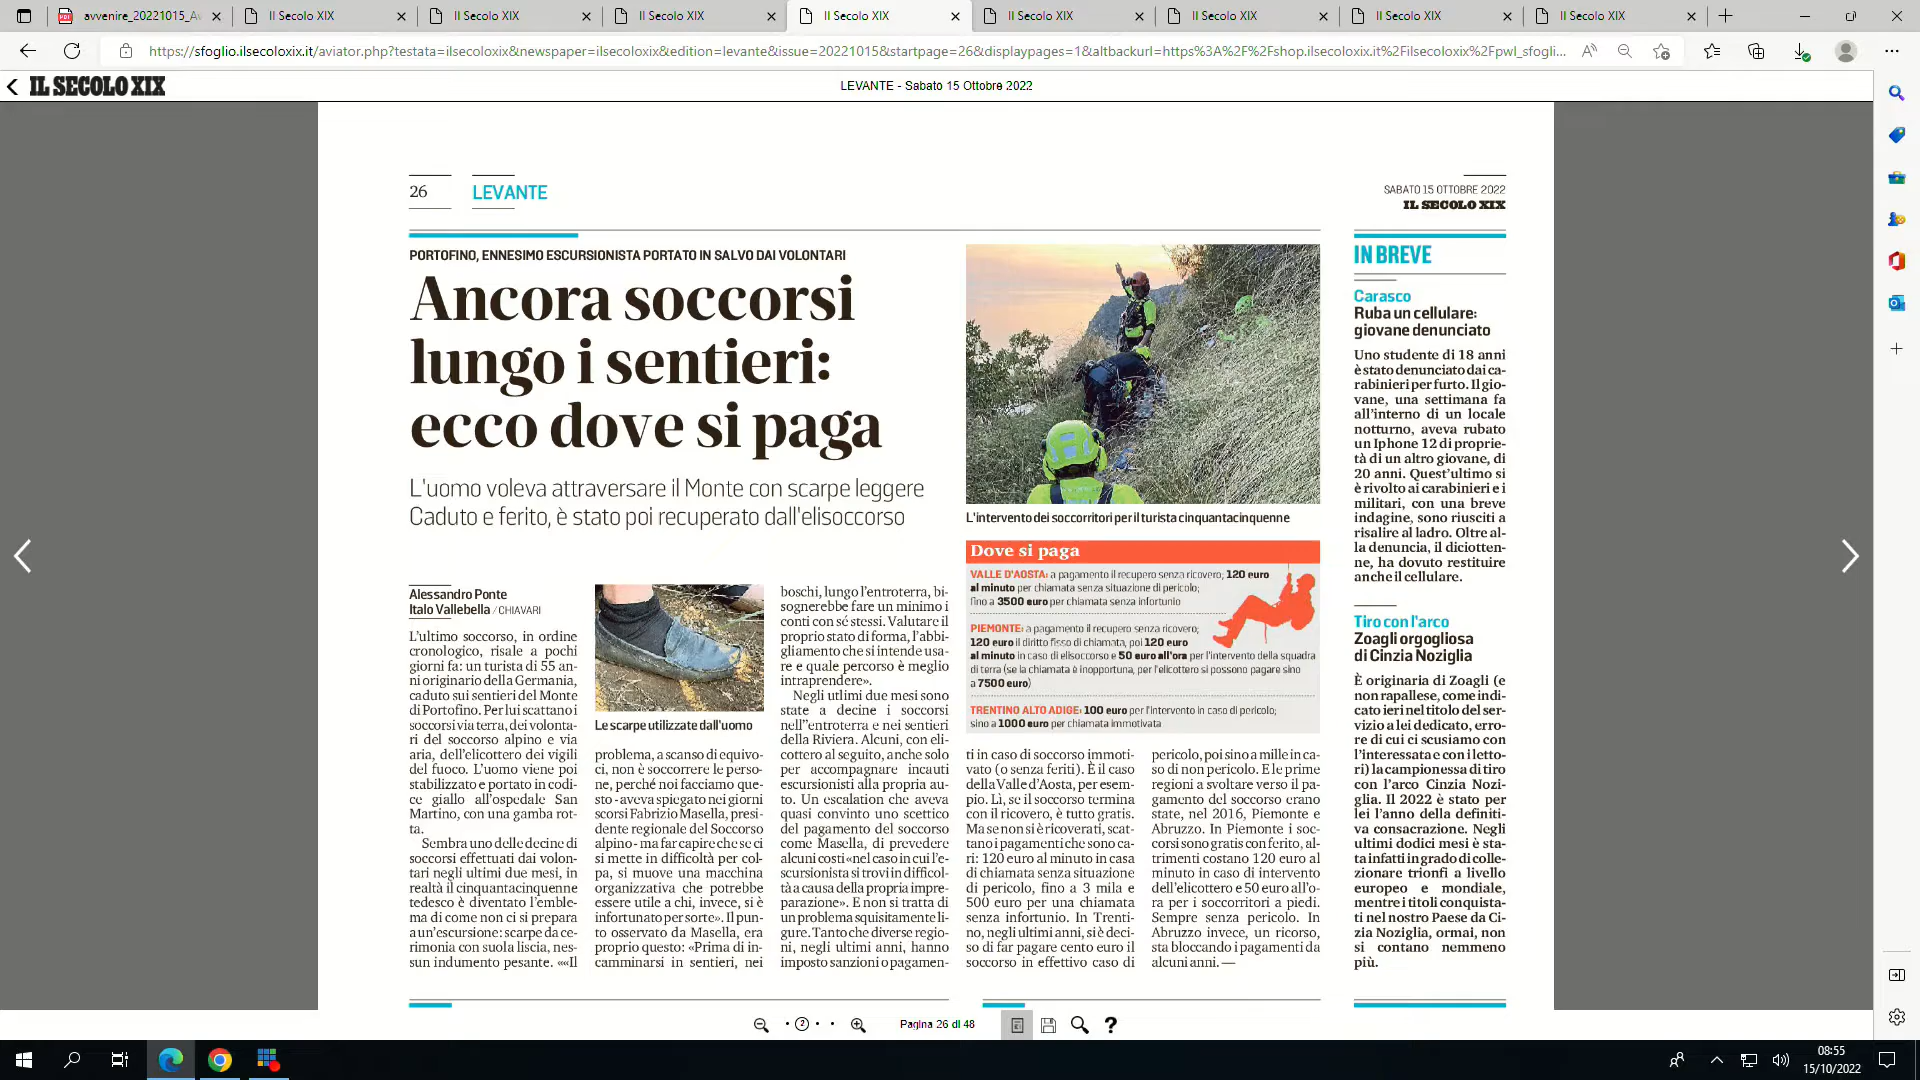 avvenire_20221015_Av
Il Secolo XIX
Il Secolo XIX
Il Secolo XIX
Il Secolo XIX
Il Secolo XIX
Il Secolo XIX
Il Secolo XIX
Il Secolo XIX
https://sfoglio.ilsecoloxix.it/aviator.php?testata=ilsecoloxix&newspaper=ilsecoloxix&edition=levante&issue=20221015&startpage=26&displaypages=1&altbackurl=https%3A%2F%2Fshop.ilsecoloxix.it%2Filsecoloxix%2Fpwl_sfogli...
IL SECOLO XIX
LEVANTE - Sabato 15 Ottobre 2022
26
LEVANTE
SABATO 15 OTTOBRE 2022
IL SECOLO XIX
PORTOFINO, ENNESIMO ESCURSIONISTA PORTATO IN SALVO DAI VOLONTARI
Ancora soccorsi
lungo i sentieri:
ecco dove si paga
L'uomo voleva attraversare il Monte con scarpe leggere
Caduto e ferito, è stato poi recuperato dall'elisoccorso
Alessandro Ponte
Italo Vallebella / CHIAVARI
L'ultimo soccorso, in ordine
cronologico, risale a pochi
giorni fa: un turista di 55 an-
ni originario della Germania,
caduto sui sentieri del Monte
di Portofino. Per lui scattano i
soccorsi via terra, dei volonta-
ri del soccorso alpino e via
aria, dell'elicottero dei vigili
del fuoco. L'uomo viene poi
stabilizzato e portato in codi-
ce giallo all'ospedale San
Martino, con una gamba rot-
ta.
Sembra uno delle decine di
soccorsi effettuati dai volon-
tari negli ultimi due mesi, in
realtà il cinquantacinquenne
tedesco è diventato l'emble-
ma di come non ci si prepara
a un'escursione: scarpe da ce-
rimonia con suola liscia, nes-
sun indumento pesante. ««Il
Le scarpe utilizzate dall'uomo
problema, a scanso di equivo-
ci, non è soccorrere le perso-
ne, perché noi facciamo que-
sto - aveva spiegato nei giorni
scorsi Fabrizio Masella, presi-
dente regionale del Soccorso
alpino - ma far capire che se ci
si mette in difficoltà per col-
pa, si muove una macchina
organizzativa che potrebbe
essere utile a chi, invece, si è
infortunato per sorte». Il pun-
to osservato da Masella, era
proprio questo: «Prima di in-
camminarsi in sentieri, nei
boschi, lungo l'entroterra, bi-
sognerebbe fare un minimo i
conti con sé stessi. Valutare il
proprio stato di forma, l'abbi-
gliamento che si intende usa-
re e quale percorso è meglio
intraprendere».
Negli utlimi due mesi sono
state a decine i soccorsi
nell''entroterra e nei sentieri
della Riviera. Alcuni, con eli-
cottero al seguito, anche solo
per accompagnare incauti
escursionisti alla propria au-
to. Un escalation che aveva
quasi convinto uno scettico
del pagamento del soccorso
come Masella, di prevedere
alcuni costi «nel caso in cui l'e-
scursionista si trovi in difficol-
tà a causa della propria impre-
parazione». E non si tratta di
un problema squisitamente li-
gure. Tanto che diverse regio-
ni, negli ultimi anni, hanno
imposto sanzioni o pagamen-
L'intervento dei soccorritori per il turista cinquantacinquenne
Dove si paga
VALLE D'AOSTA: a pagamento il recupero senza ricovero; 120 euro
al minuto per chiamata senza situazione di pericolo;
fino a 3500 euro per chiamata senza infortunio
PIEMONTE: a pagamento il recupero senza ricovero;
120 euro il diritto fisso di chiamata, poi 120 euro
al minuto in caso di elisoccorso e 50 euro all'ora per l'intervento della squadra
di terra (se la chiamata è inopportuna, per l'elicottero si possono pagare sino
a 7500 euro)
TRENTINO ALTO ADIGE: 100 euro per l'intervento in caso di pericolo;
sino a 1000 euro per chiamata immotivata
ti in caso di soccorso immoti-
vato (o senza feriti). È il caso
della Valle d'Aosta, per esem-
pio. Lì, se il soccorso termina
con il ricovero, è tutto gratis.
Ma se non si è ricoverati, scat-
tano i pagamenti che sono ca-
ri: 120 euro al minuto in casa
di chiamata senza situazione
di pericolo, fino a 3 mila e
500 euro per una chiamata
senza infortunio. In Trenti-
no, negli ultimi anni, si è deci-
so di far pagare cento euro il
soccorso in effettivo caso di
pericolo, poi sino a mille in ca-
so di non pericolo. E le prime
regioni a svoltare verso il pa-
gamento del soccorso erano
state, nel 2016, Piemonte e
Abruzzo. In Piemonte i soc-
corsi sono gratis con ferito, al-
trimenti costano 120 euro al
minuto in caso di intervento
dell'elicottero e 50 euro all'o-
ra per i soccorritori a piedi.
Sempre senza pericolo. In
Abruzzo invece, un ricorso,
sta bloccando i pagamenti da
alcuni anni. —
IN BREVE
Carasco
Ruba un cellulare:
giovane denunciato
Uno studente di 18 anni
è stato denunciato dai ca-
rabinieri per furto. Il gio-
vane, una settimana fa
all'interno di un locale
notturno, aveva rubato
un Iphone 12 di proprie-
tà di un altro giovane, di
20 anni. Quest'ultimo si
è rivolto ai carabinieri e i
militari, con una breve
indagine, sono riusciti a
risalire al ladro. Oltre al-
la denuncia, il diciotten-
ne, ha dovuto restituire
anche il cellulare.
Tiro con l'arco
Zoagli orgogliosa
di Cinzia Noziglia
È originaria di Zoagli (e
non rapallese, come indi-
cato ieri nel titolo del ser-
vizio a lei dedicato, erro-
re di cui ci scusiamo con
l'interessata e con i letto-
ri) la campionessa di tiro
con l'arco Cinzia Nozi-
glia. Il 2022 è stato per
lei l'anno della definiti-
va consacrazione. Negli
ultimi dodici mesi è sta-
ta infatti in grado di colle-
zionare trionfi a livello
europeo e mondiale,
mentre i titoli conquista-
ti nel nostro Paese da Ci-
zia Noziglia, ormai, non
si contano nemmeno
più.
Pagina 26 di 48
08:55
15/10/2022